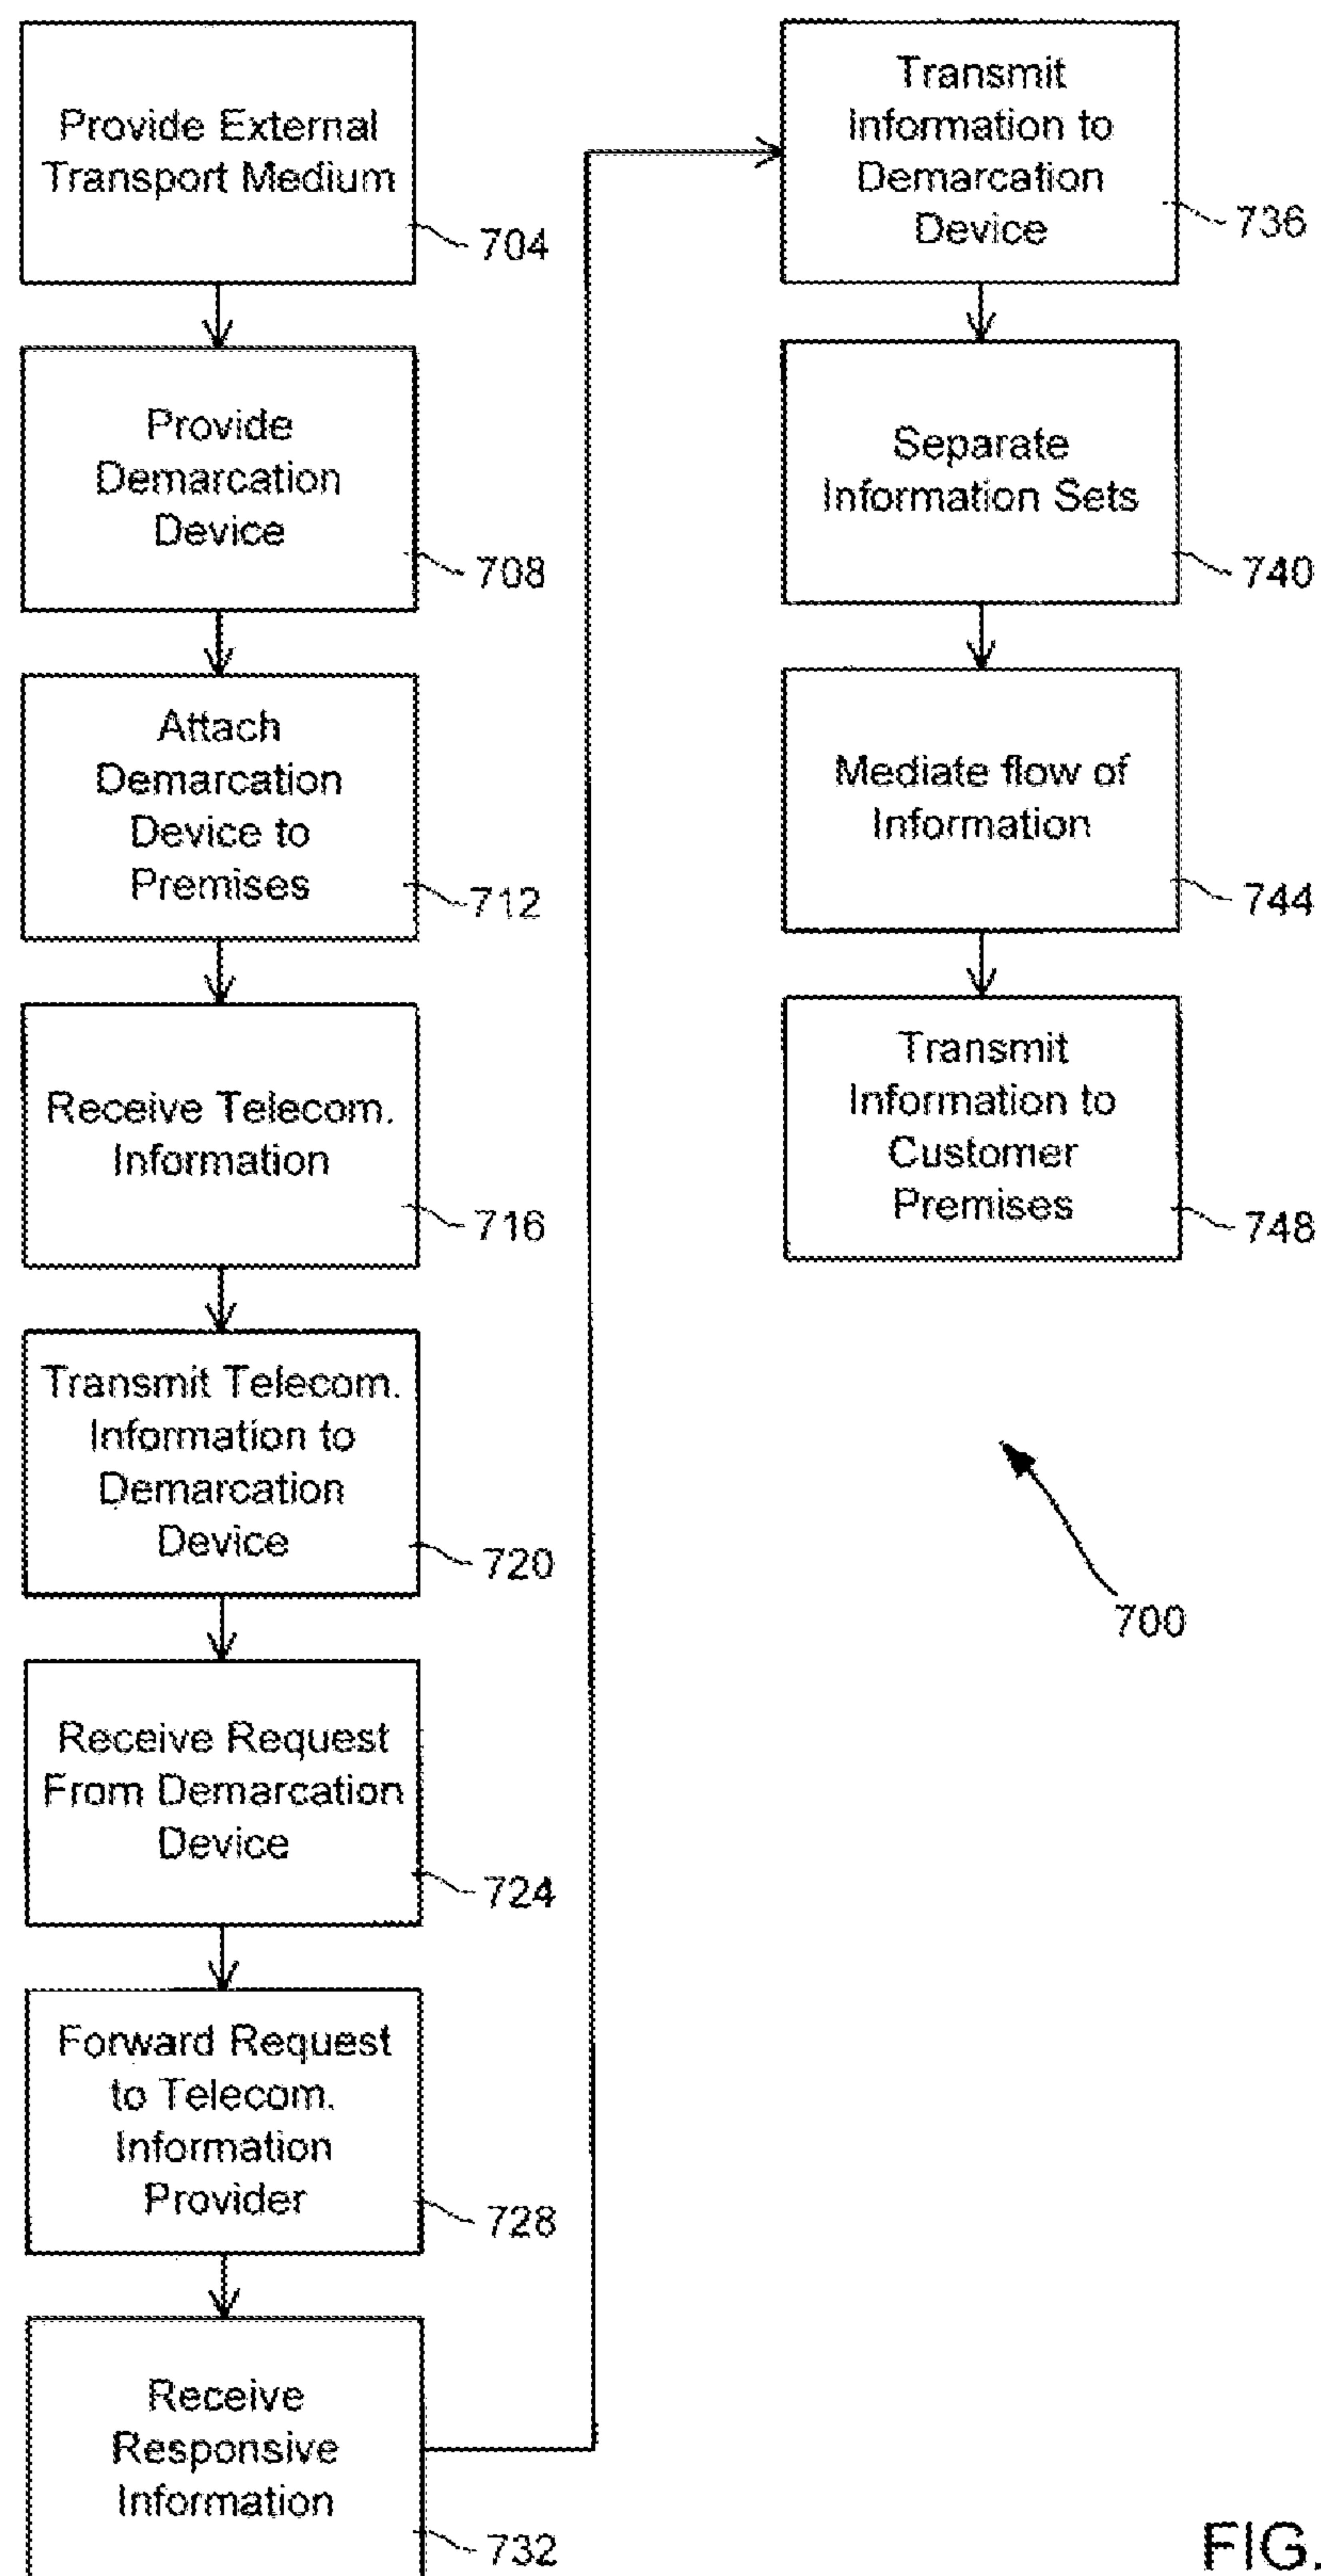 Provide External
Transport Medium
704
Provide
Demarcation
Device
708
Attach
Demarcation
Device to
Premises
712
Receive Telecom.
Information
716
Transmit Telecom.
Information to
Demarcation
Device
720
Receive Request
From Demarcation
Device
724
Forward Request
to Telecom.
Information
Provider
728
Receive
Responsive
Information
732
Transmit
Information to
Demarcation
Device
736
Separate
Information Sets
740
Mediate flow of
Information
744
Transmit
Information to
Customer
Premises
748
700
FIG.